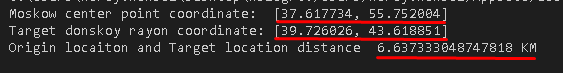 Moskow center point coordinate:  [37.617734, 55.752004]
Target donskoy rayon coordinate:  [39.726026, 43.618851]
Origin locaiton and Target location distance  6.637333048747818 KM